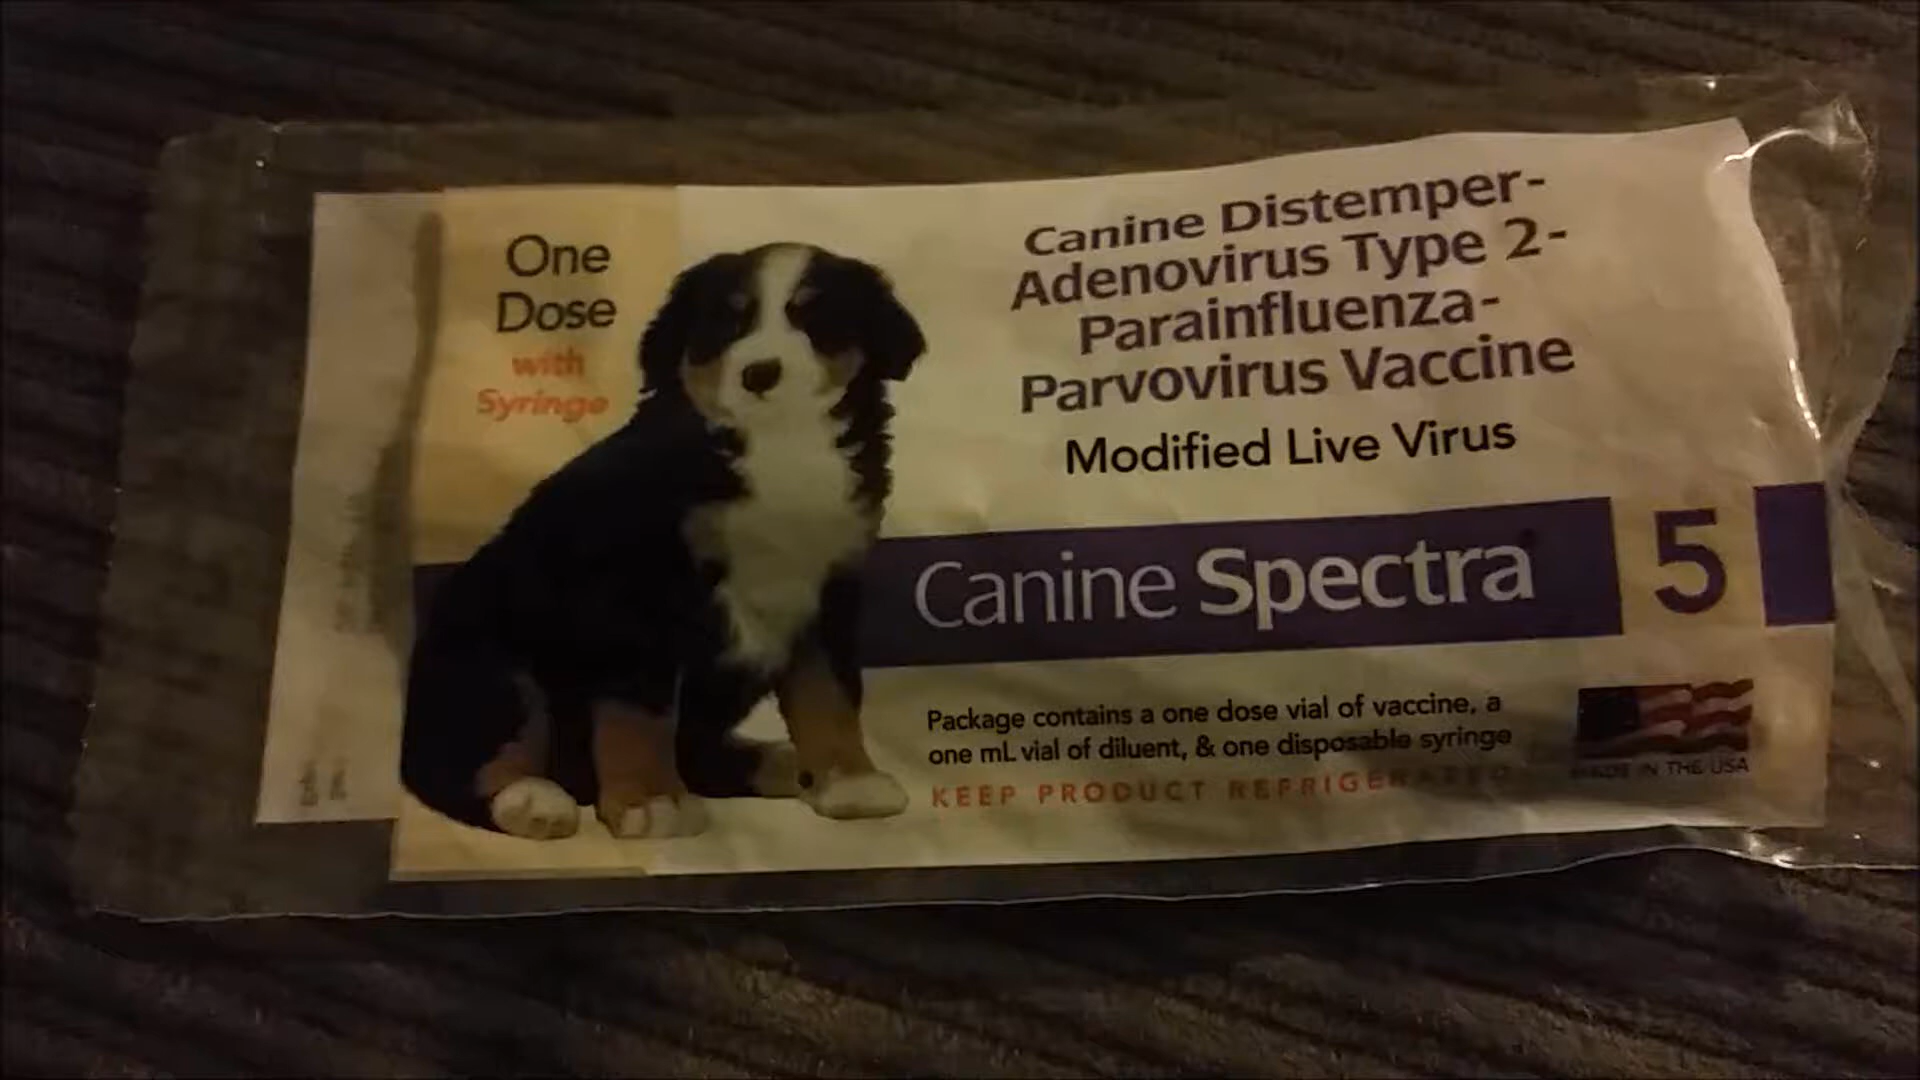 One
Dose
with
Syringe
Canine Distemper-
Adenovirus Type 2-
Parainfluenza-
Parvovirus Vaccine
Modified Live Virus
Canine Spectra 5
Package contains a one dose vial of vaccine, a
one mL vial of diluent, & one disposable syringe
KEEP PRODUCT REFRIGERATED
MADE IN THE USA